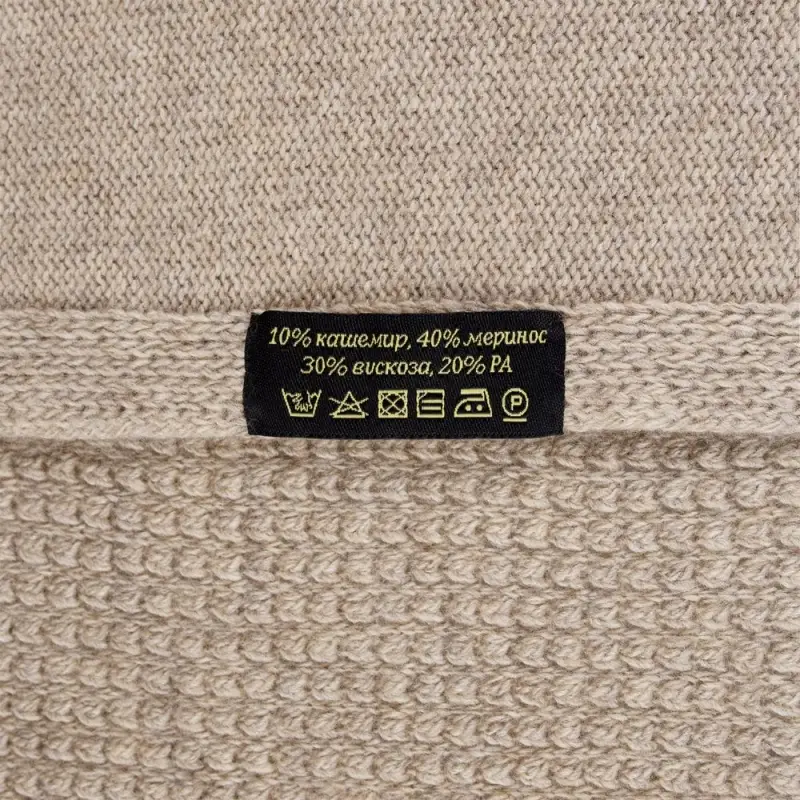 10% кашемир, 40% меринос
30% вискоза, 20% PA
P